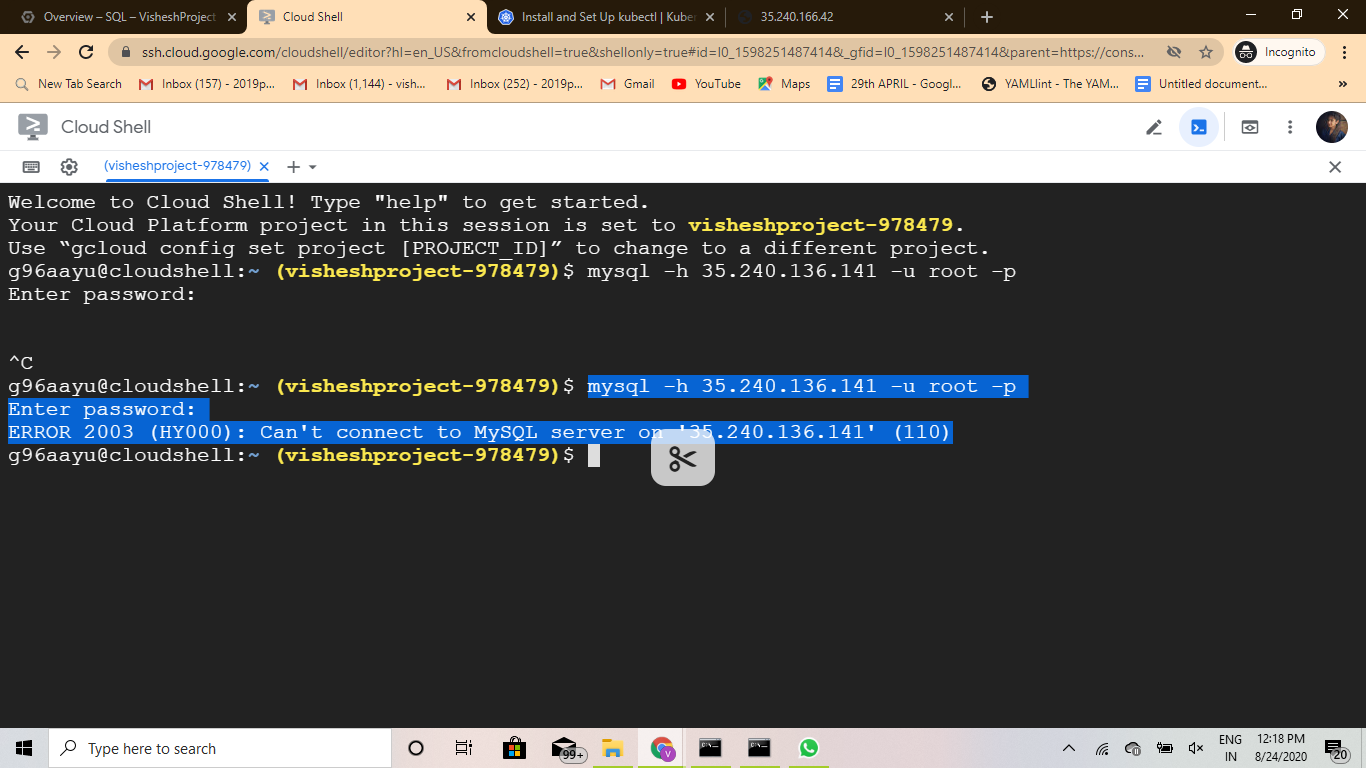 Overview – SQL – VisheshProject
Cloud Shell
Install and Set Up kubectl | Kuber
35.240.166.42
ssh.cloud.google.com/cloudshell/editor?hl=en_US&fromcloudshell=true&shellonly=true#id=I0_1598251487414&_gfid=I0_1598251487414&parent=https://cons...
Incognito
New Tab Search
Inbox (157) - 2019p...
Inbox (1,144) - vish...
Inbox (252) - 2019p...
Gmail
YouTube
Maps
29th APRIL - Googl...
YAMLlint - The YAM...
Untitled document...
»
Cloud Shell
(visheshproject-978479)
Welcome to Cloud Shell! Type "help" to get started.
Your Cloud Platform project in this session is set to visheshproject-978479.
Use “gcloud config set project [PROJECT_ID]” to change to a different project.
g96aayu@cloudshell:~ (visheshproject-978479)$ mysql -h 35.240.136.141 -u root -p
Enter password:
^C
g96aayu@cloudshell:~ (visheshproject-978479)$ mysql -h 35.240.136.141 -u root -p
Enter password:
ERROR 2003 (HY000): Can't connect to MySQL server on '35.240.136.141' (110)
g96aayu@cloudshell:~ (visheshproject-978479)$
Type here to search
99+
V
ENG
IN
12:18 PM
8/24/2020
20